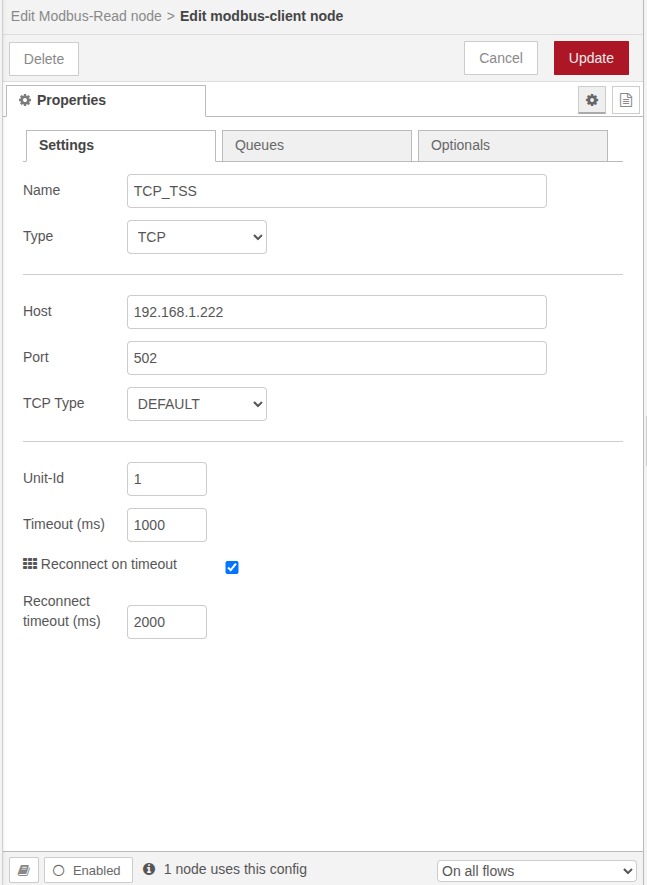 Edit Modbus-Read node > Edit modbus-client node
Delete Cancel Update
Properties
Settings Queues Optionals
Name TCP_TSS
Type TCP
Host 192.168.1.222
Port 502
TCP Type DEFAULT
Unit-Id 1
Timeout (ms) 1000
Reconnect on timeout
Reconnect
timeout (ms) 2000
Enabled 1 node uses this config On all flows